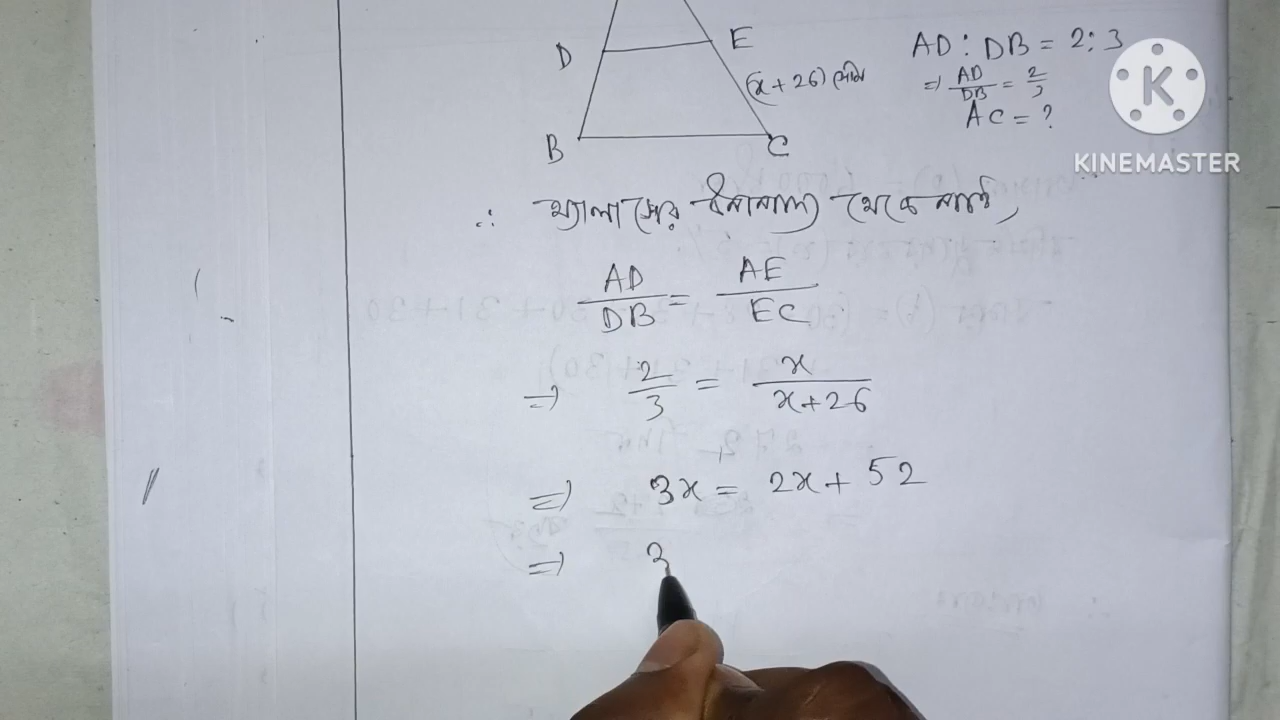 D E
(x + 26) সেমি
B C
AD : DB = 2 : 3
⇒ AD/DB = 2/3
AC = ?
KINEMASTER
∴ থ্যালাসের উপপাদ্য থেকে পাই,
AD/DB = AE/EC
⇒ 2/3 = x/x+26
⇒ 3x = 2x + 52
⇒ 3